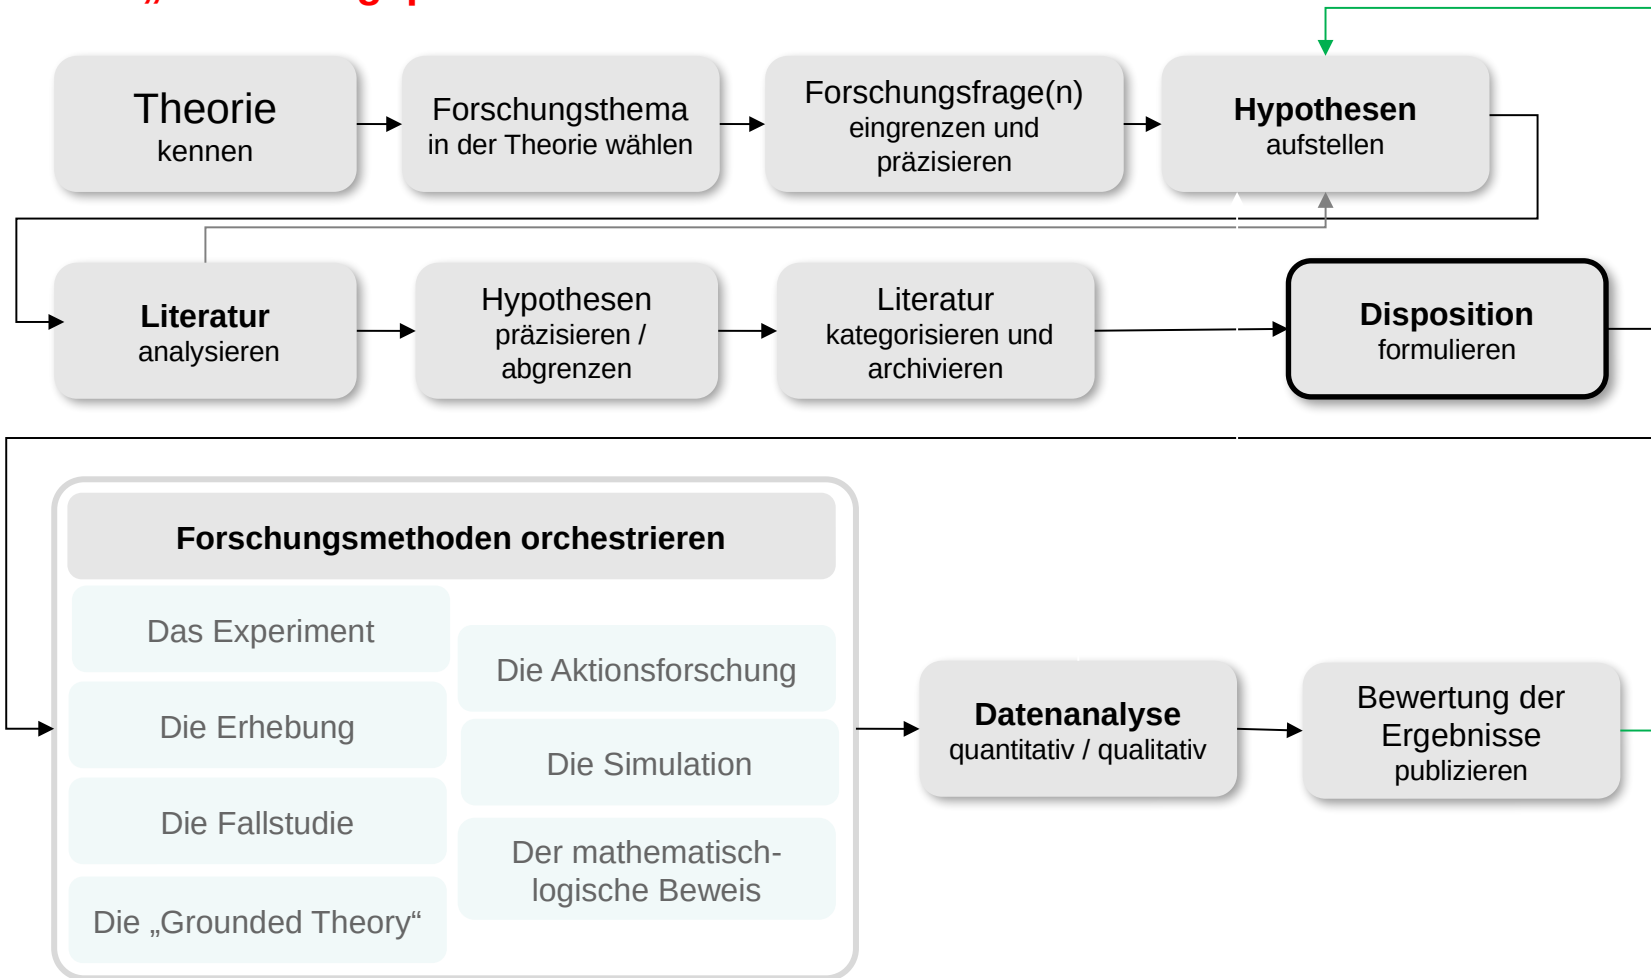 Theorie
kennen
Forschungsthema
in der Theorie wählen
Forschungsfrage(n)
eingrenzen und
präzisieren
Hypothesen
aufstellen
Literatur
analysieren
Hypothesen
präzisieren /
abgrenzen
Literatur
kategorisieren und
archivieren
Disposition
formulieren
Forschungsmethoden orchestrieren
Das Experiment
Die Erhebung
Die Fallstudie
Die „Grounded Theory“
Die Aktionsforschung
Die Simulation
Der mathematisch-
logische Beweis
Datenanalyse
quantitativ / qualitativ
Bewertung der
Ergebnisse
publizieren